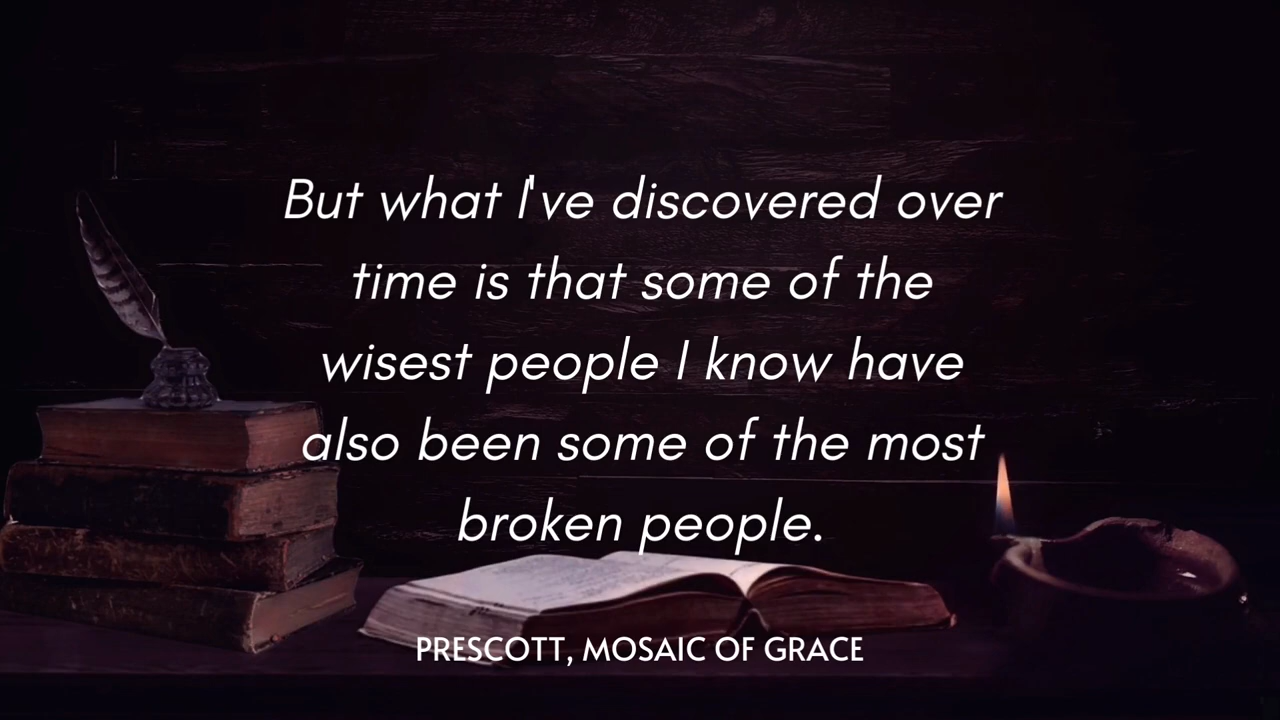 But what I've discovered over
time is that some of the
wisest people I know have
also been some of the most
broken people.
PRESCOTT, MOSAIC OF GRACE